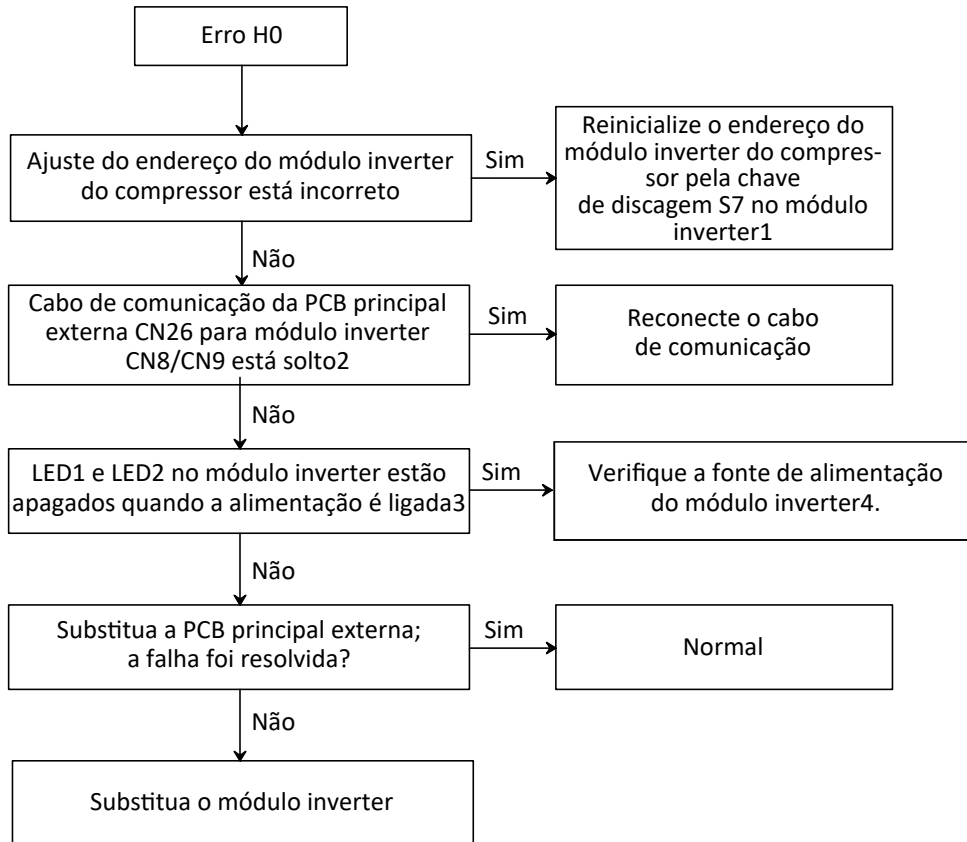 Erro H0
Ajuste do endereço do módulo inverter
do compressor está incorreto
Sim
Reinicialize o endereço do
módulo inverter do compres-
sor pela chave
de discagem S7 no módulo
inverter1
Não
Cabo de comunicação da PCB principal
externa CN26 para módulo inverter
CN8/CN9 está solto2
Sim
Reconecte o cabo
de comunicação
Não
LED1 e LED2 no módulo inverter estão
apagados quando a alimentação é ligada3
Sim
Verifique a fonte de alimentação
do módulo inverter4.
Não
Substitua a PCB principal externa;
a falha foi resolvida?
Sim
Normal
Não
Substitua o módulo inverter